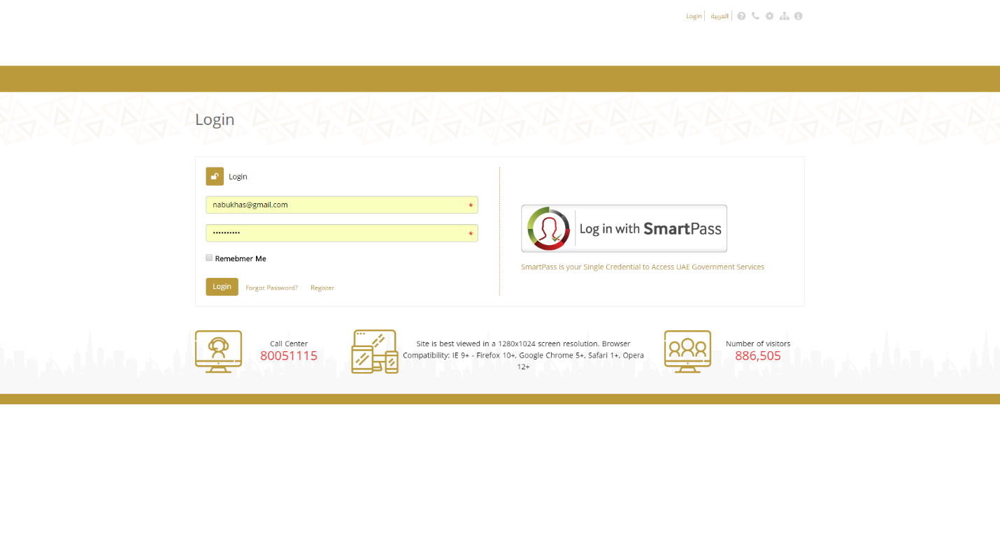 Login العربية
Login
Login
nabukhas@gmail.com *
•••••••••• *
Remebmer Me
Login Forgot Password? Register
Log in with SmartPass
SmartPass is your Single Credential to Access UAE Government Services
Call Center
80051115
Site is best viewed in a 1280x1024 screen resolution. Browser
Compatibility: IE 9+ - Firefox 10+, Google Chrome 5+, Safari 1+, Opera
12+
Number of visitors
886,505